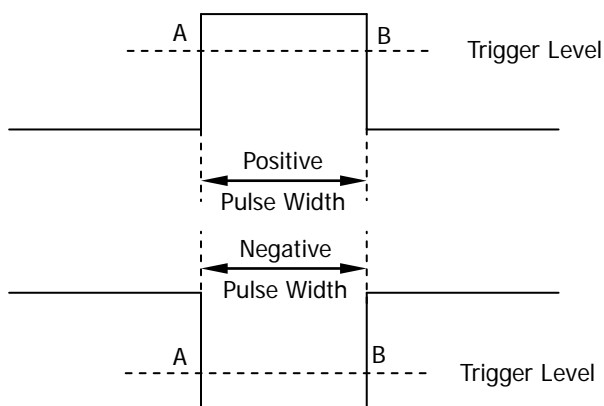 A B Trigger Level
Positive
Pulse Width
Negative
Pulse Width
A B Trigger Level